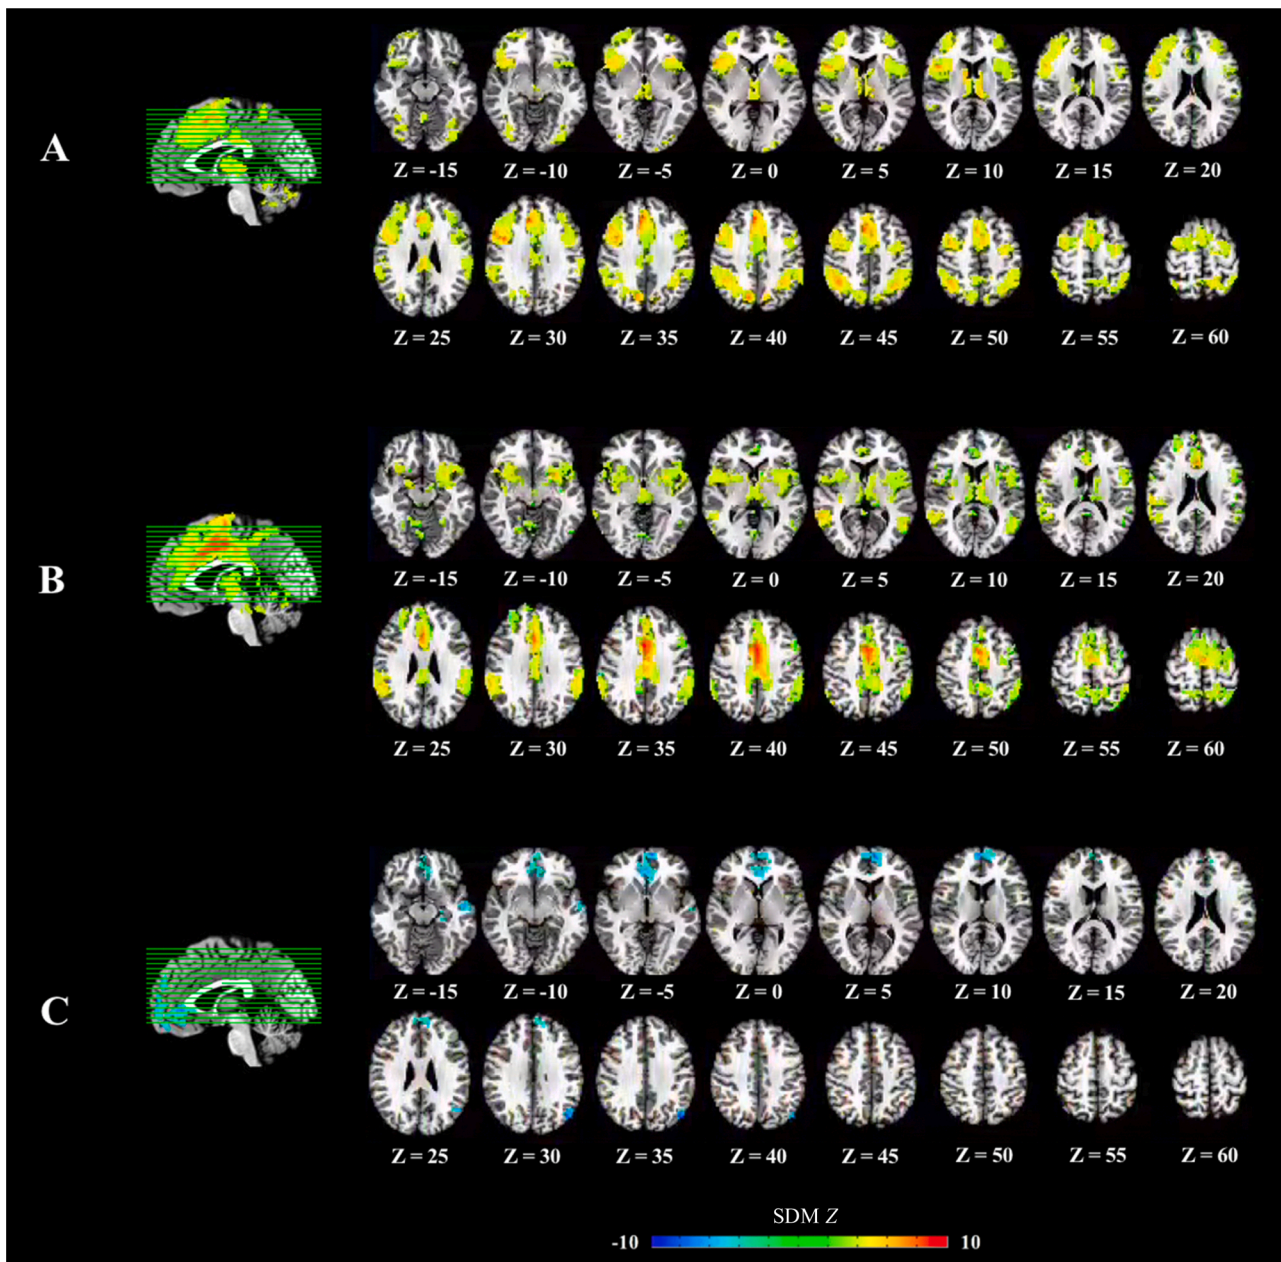 A
Z = -15 Z = -10 Z = -5 Z = 0 Z = 5 Z = 10 Z = 15 Z = 20
Z = 25 Z = 30 Z = 35 Z = 40 Z = 45 Z = 50 Z = 55 Z = 60
B
Z = -15 Z = -10 Z = -5 Z = 0 Z = 5 Z = 10 Z = 15 Z = 20
Z = 25 Z = 30 Z = 35 Z = 40 Z = 45 Z = 50 Z = 55 Z = 60
C
Z = -15 Z = -10 Z = -5 Z = 0 Z = 5 Z = 10 Z = 15 Z = 20
Z = 25 Z = 30 Z = 35 Z = 40 Z = 45 Z = 50 Z = 55 Z = 60
SDM Z
-10 10